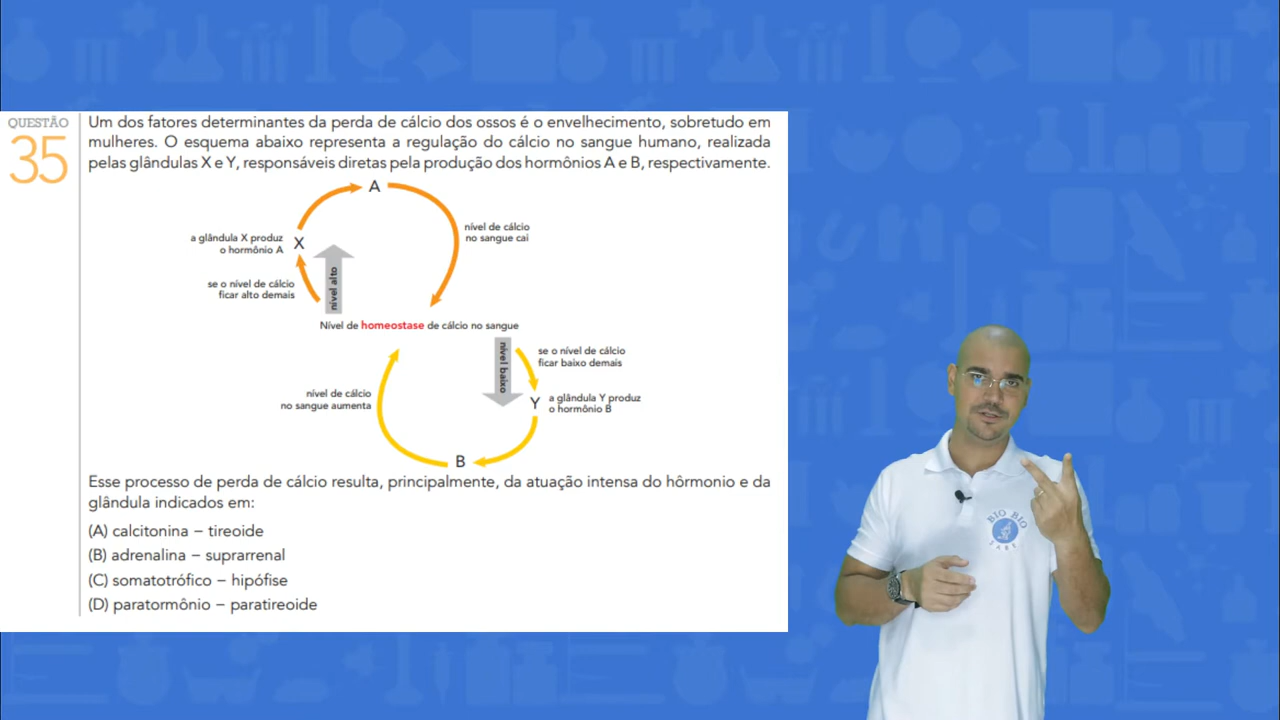 QUESTÃO
35
Um dos fatores determinantes da perda de cálcio dos ossos é o envelhecimento, sobretudo em
mulheres. O esquema abaixo representa a regulação do cálcio no sangue humano, realizada
pelas glândulas X e Y, responsáveis diretas pela produção dos hormônios A e B, respectivamente.
A
nível de cálcio
no sangue cai
a glândula X produz
o hormônio A
X
nível alto
se o nível de cálcio
ficar alto demais
Nível de homeostase de cálcio no sangue
nível baixo
se o nível de cálcio
ficar baixo demais
nível de cálcio
no sangue aumenta
Y
a glândula Y produz
o hormônio B
B
Esse processo de perda de cálcio resulta, principalmente, da atuação intensa do hôrmonio e da
glândula indicados em:
(A) calcitonina – tireoide
(B) adrenalina – suprarrenal
(C) somatotrófico – hipófise
(D) paratormônio – paratireoide
BIO BIO